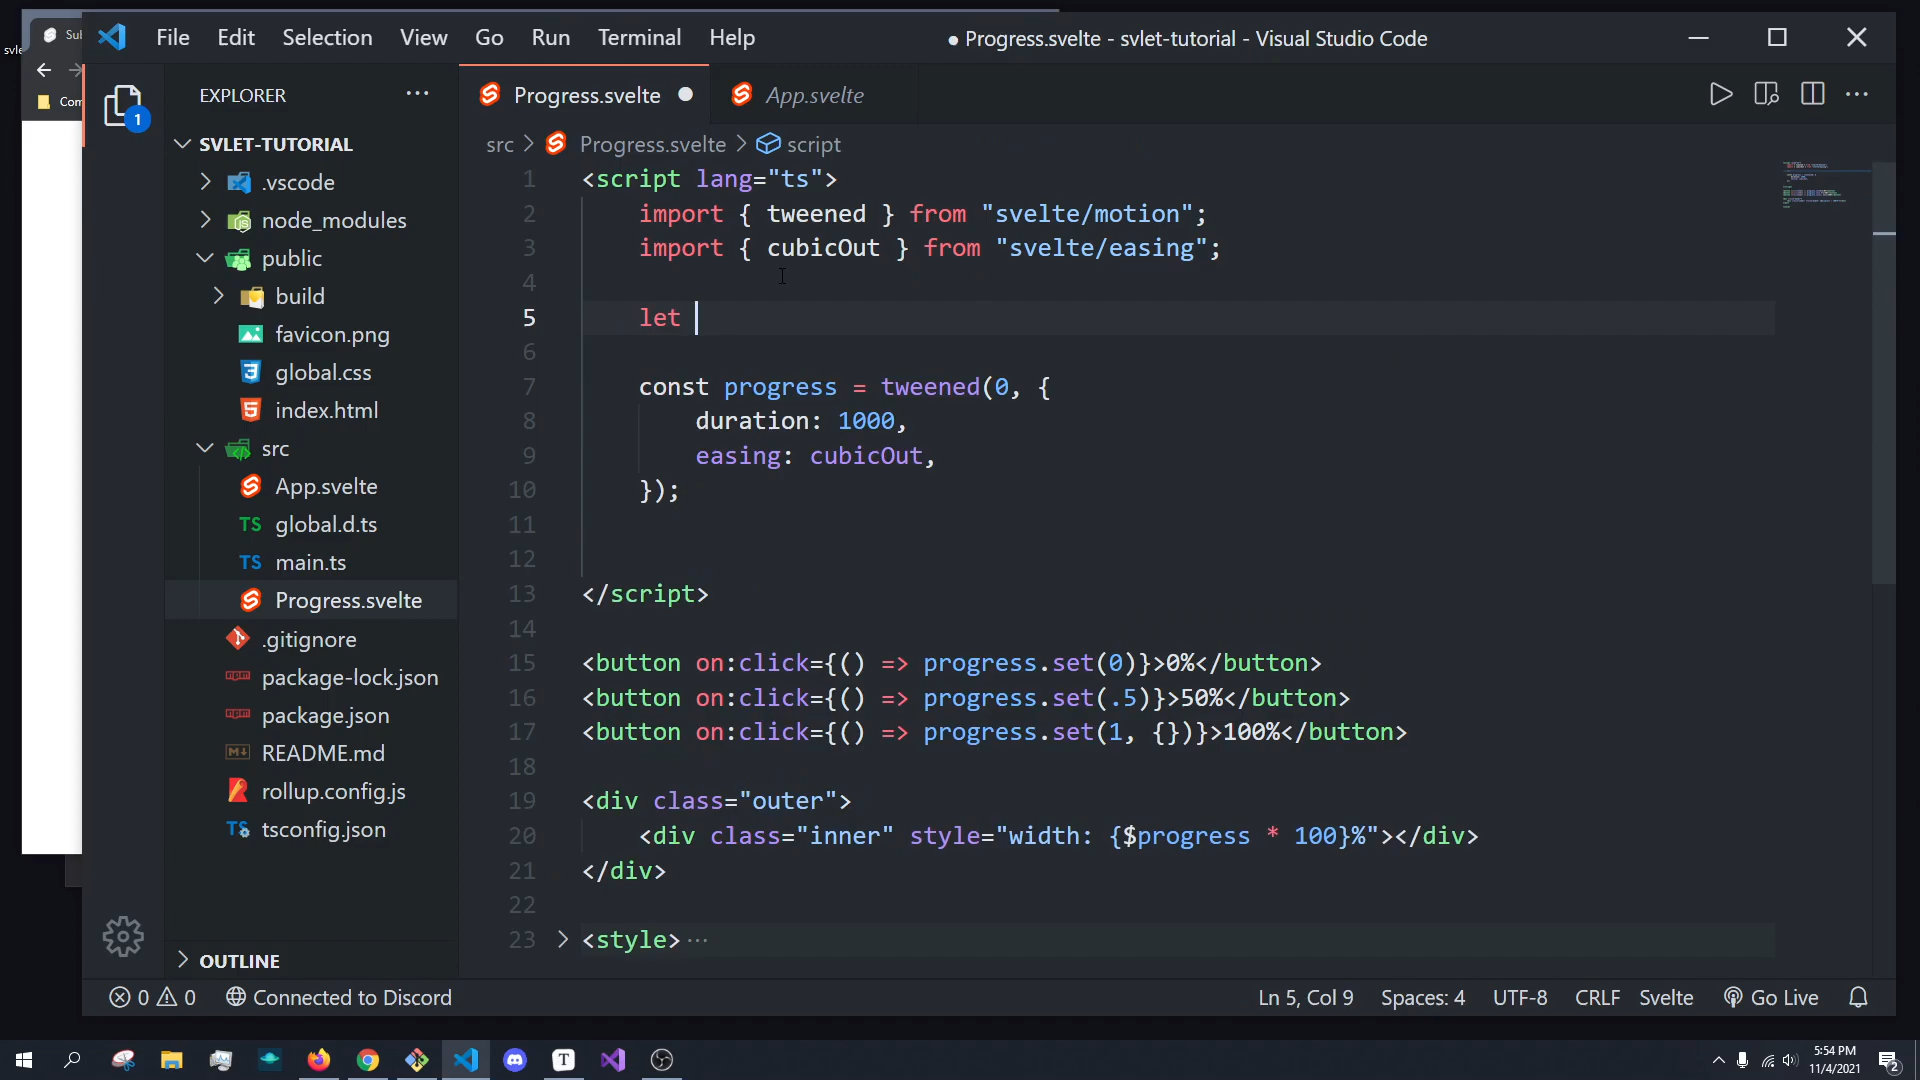 svle
Sub
Com
File Edit Selection View Go Run Terminal Help
● Progress.svelte - svlet-tutorial - Visual Studio Code
1
EXPLORER
Progress.svelte
App.svelte
SVLET-TUTORIAL
src > Progress.svelte > script
.vscode
node_modules
public
build
favicon.png
global.css
index.html
src
App.svelte
global.d.ts
TS
main.ts
TS
Progress.svelte
.gitignore
package-lock.json
package.json
README.md
rollup.config.js
tsconfig.json
TS
OUTLINE
1 <script lang="ts">
2 import { tweened } from "svelte/motion";
3 import { cubicOut } from "svelte/easing";
4
5 let
6
7 const progress = tweened(0, {
8 duration: 1000,
9 easing: cubicOut,
10 });
11
12
13 </script>
14
15 <button on:click={() => progress.set(0)}>0%</button>
16 <button on:click={() => progress.set(.5)}>50%</button>
17 <button on:click={() => progress.set(1, {})}>100%</button>
18
19 <div class="outer">
20 <div class="inner" style="width: {$progress * 100}%"></div>
21 </div>
22
23 <style> ...
0 0 Connected to Discord
Ln 5, Col 9 Spaces: 4 UTF-8 CRLF Svelte Go Live
T
5:54 PM
11/4/2021
2